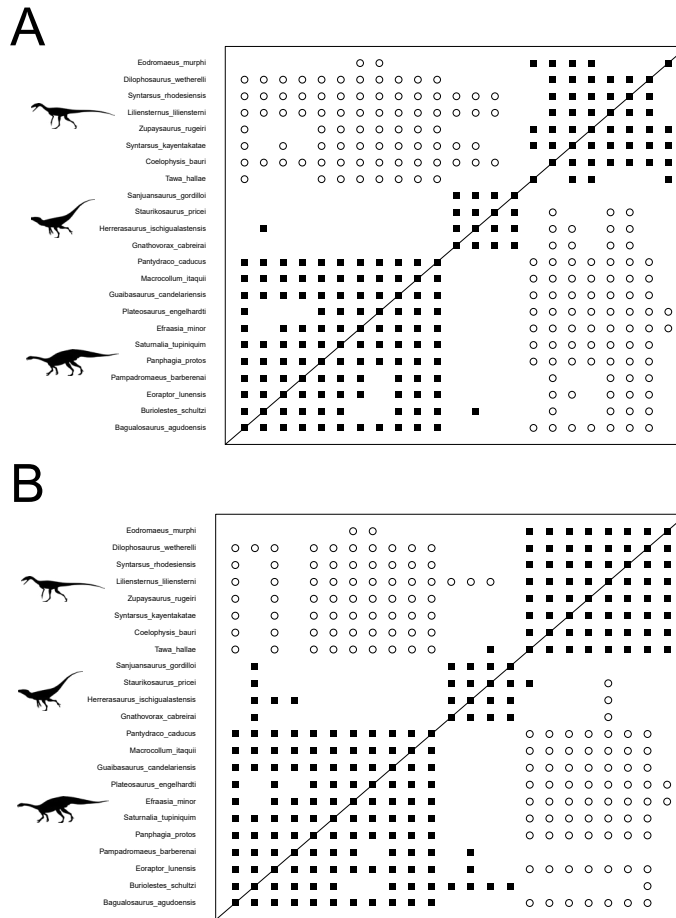 A
Eodromaeus_murphi
Dilophosaurus_wetherelli
Syntarsus_rhodesiensis
Liliensternus_liliensterni
Zupaysaurus_rugeiri
Syntarsus_kayentakatae
Coelophysis_bauri
Tawa_hallae
Sanjuansaurus_gordilloi
Staurikosaurus_pricei
Herrerasaurus_ischigualastensis
Gnathovorax_cabreirai
Pantydraco_caducus
Macrocollum_itaquii
Guaibasaurus_candelariensis
Plateosaurus_engelhardti
Efraasia_minor
Saturnalia_tupiniquim
Panphagia_protos
Pampadromaeus_barberenai
Eoraptor_lunensis
Buriolestes_schultzi
Bagualosaurus_agudoensis
B
Eodromaeus_murphi
Dilophosaurus_wetherelli
Syntarsus_rhodesiensis
Liliensternus_liliensterni
Zupaysaurus_rugeiri
Syntarsus_kayentakatae
Coelophysis_bauri
Tawa_hallae
Sanjuansaurus_gordilloi
Staurikosaurus_pricei
Herrerasaurus_ischigualastensis
Gnathovorax_cabreirai
Pantydraco_caducus
Macrocollum_itaquii
Guaibasaurus_candelariensis
Plateosaurus_engelhardti
Efraasia_minor
Saturnalia_tupiniquim
Panphagia_protos
Pampadromaeus_barberenai
Eoraptor_lunensis
Buriolestes_schultzi
Bagualosaurus_agudoensis